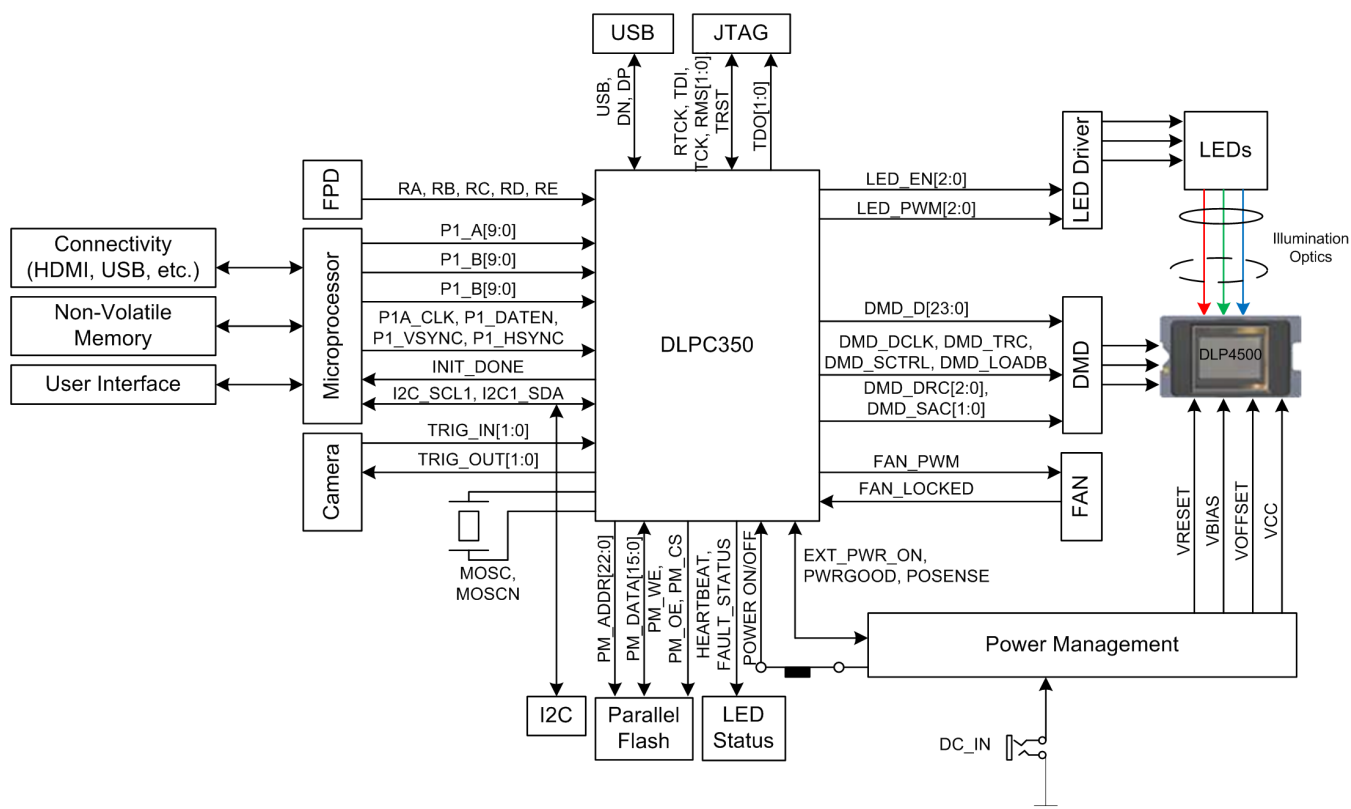 USB
JTAG
USB,
DN, DP
RTCK, TDI,
TCK, RMS[1:0]
TRST
TDO[1:0]
FPD
RA, RB, RC, RD, RE
Connectivity
(HDMI, USB, etc.)
Non-Volatile
Memory
User Interface
Microprocessor
P1_A[9:0]
P1_B[9:0]
P1_B[9:0]
P1A_CLK, P1_DATEN,
P1_VSYNC, P1_HSYNC
INIT_DONE
I2C_SCL1, I2C1_SDA
Camera
TRIG_IN[1:0]
TRIG_OUT[1:0]
MOSC,
MOSCN
DLPC350
LED_EN[2:0]
LED_PWM[2:0]
LED Driver
LEDs
Illumination
Optics
DMD_D[23:0]
DMD_DCLK, DMD_TRC,
DMD_SCTRL, DMD_LOADB
DMD_DRC[2:0],
DMD_SAC[1:0]
DMD
DLP4500
FAN_PWM
FAN_LOCKED
FAN
VRESET
VBIAS
VOFFSET
VCC
PM_ADDR[22:0]
PM_DATA[15:0]
PM_WE,
PM_OE, PM_CS
HEARTBEAT,
FAULT_STATUS
POWER ON/OFF
EXT_PWR_ON,
PWRGOOD, POSENSE
Power Management
I2C
Parallel
Flash
LED
Status
DC_IN